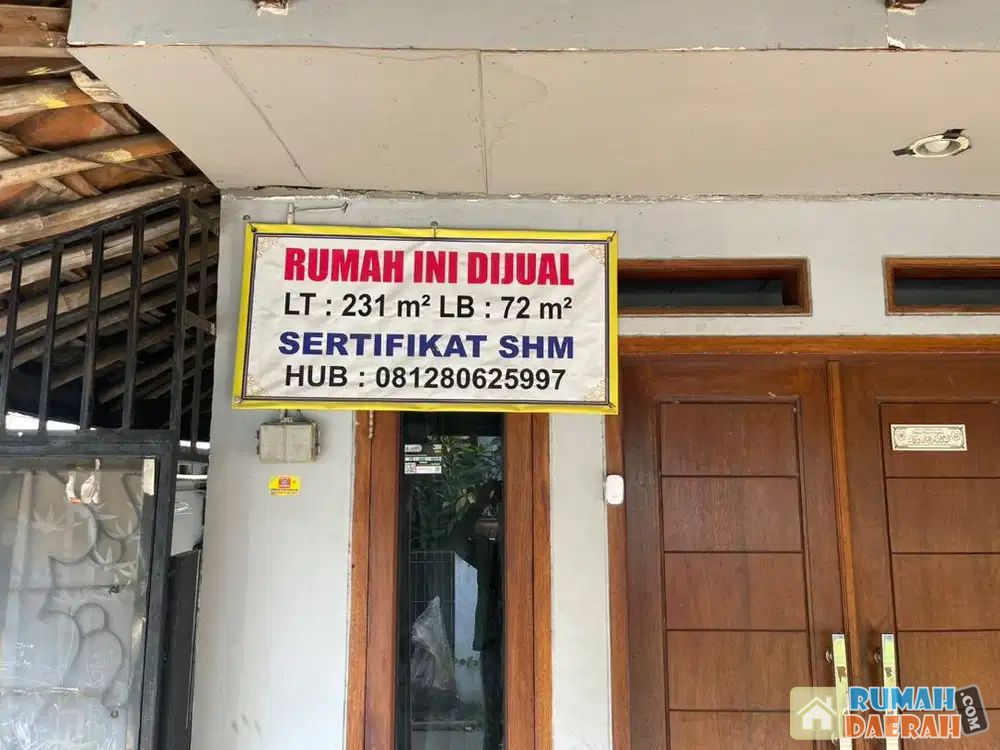 RUMAH INI DIJUAL
LT : 231 m² LB : 72 m²
SERTIFIKAT SHM
HUB : 081280625997
RUMAH
DAERAH
.COM